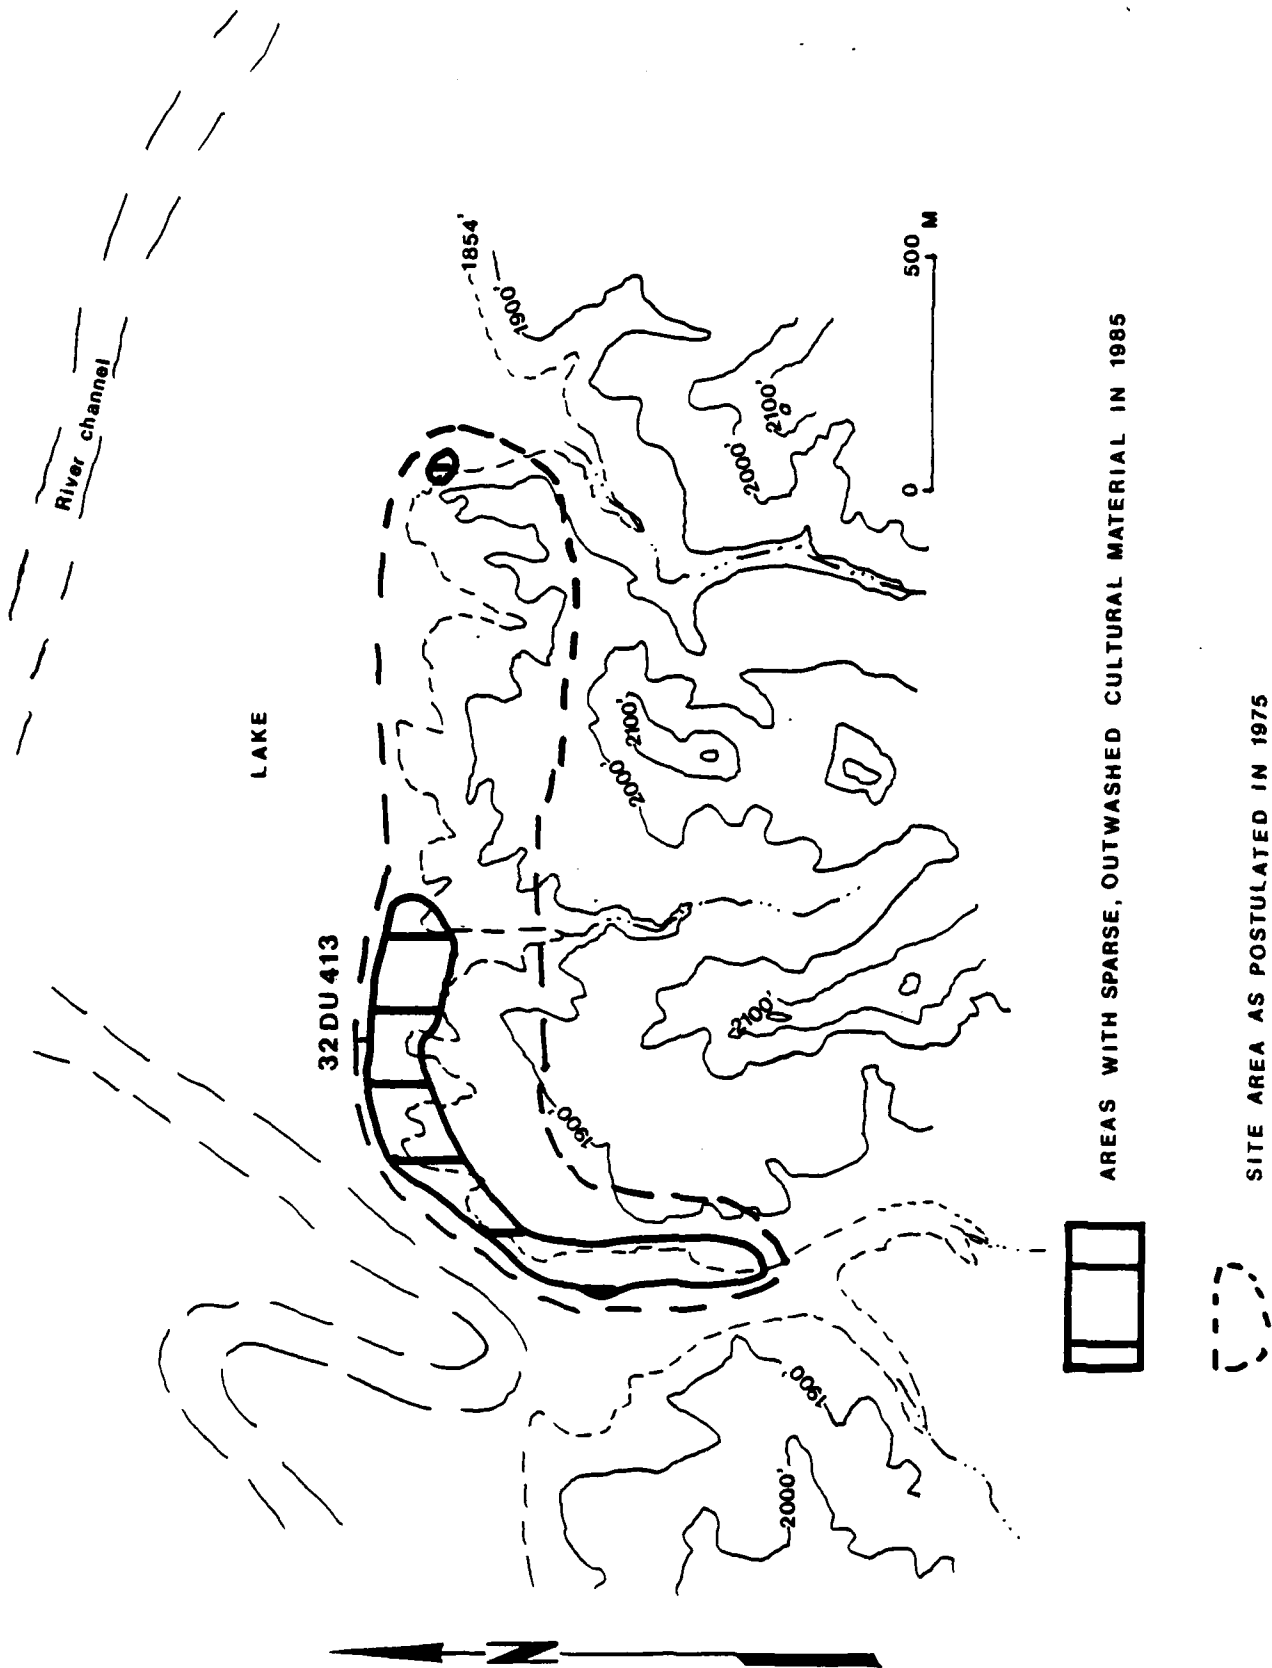 River channel
LAKE
32DU413
1854'
1900'
2000'
2100'
2100'
2000'
2100'
1900'
1900'
2000'
0 500 M
N
AREAS WITH SPARSE, OUTWASHED CULTURAL MATERIAL IN 1985
SITE AREA AS POSTULATED IN 1975